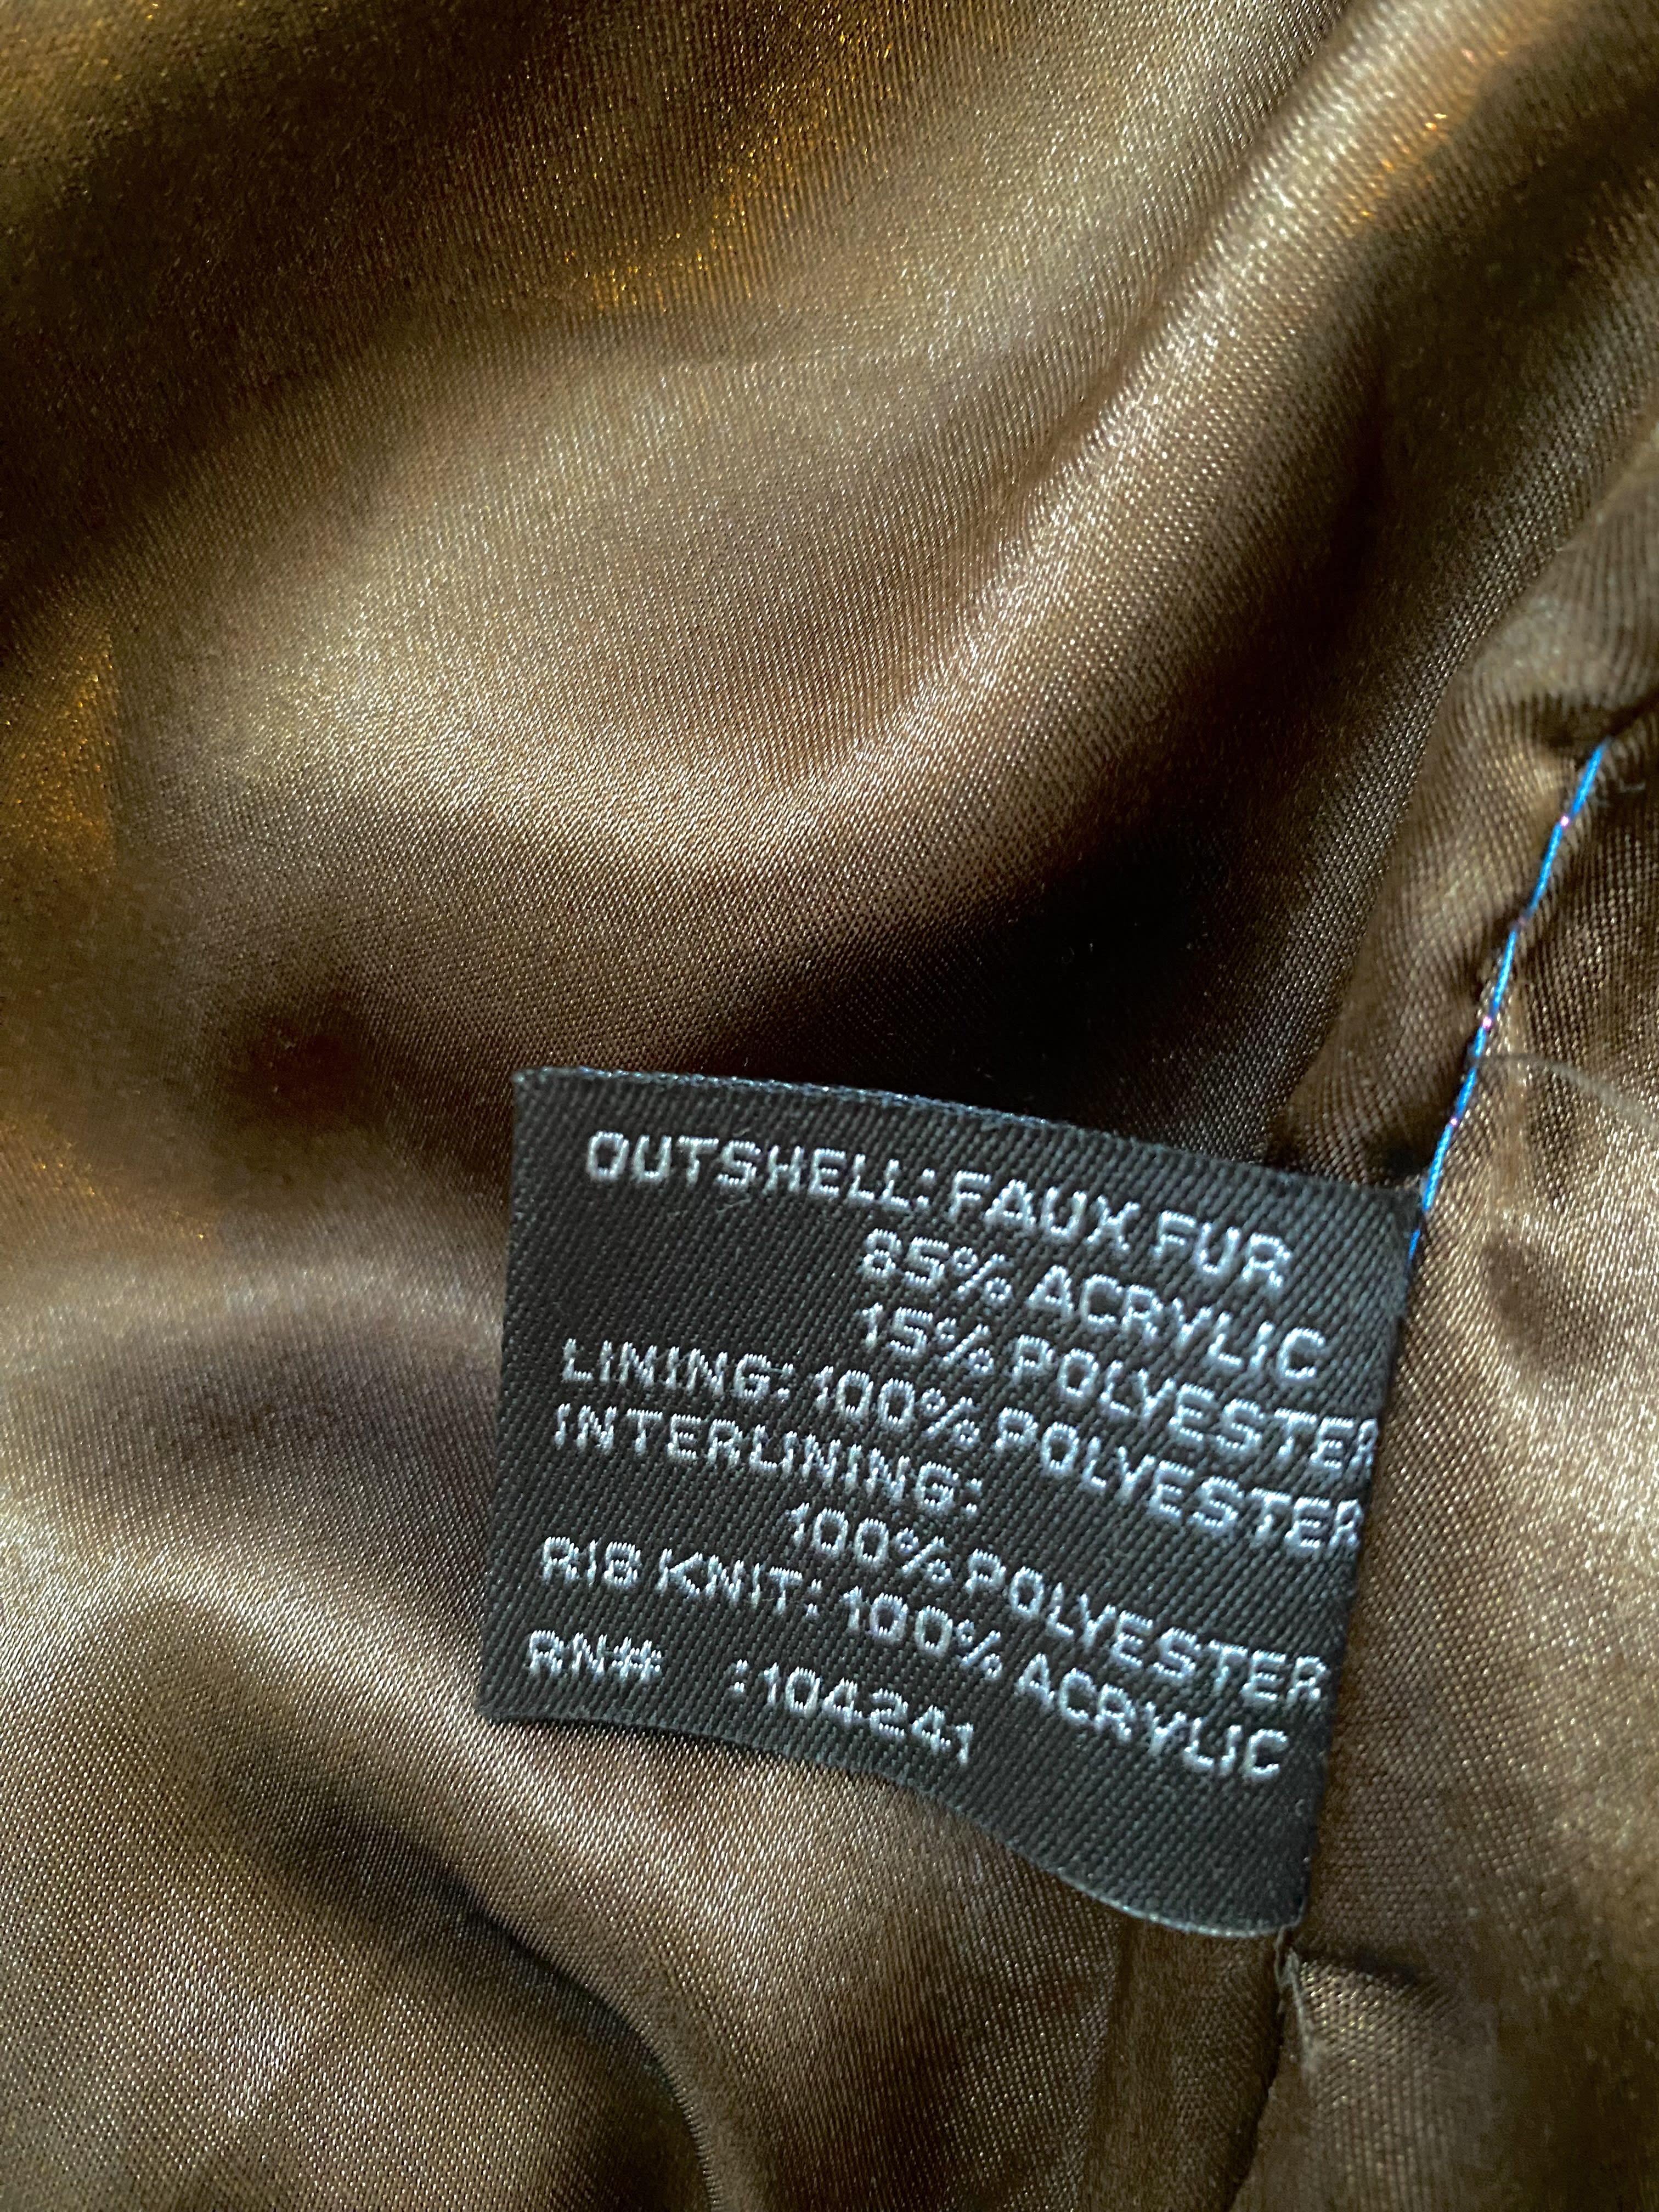 OUTSHELL: FAUX FUR
85% ACRYLIC
15% POLYESTER
LINING: 100% POLYESTER
INTERLINING:
100% POLYESTER
RIB KNIT: 100% ACRYLIC
RN# :104241